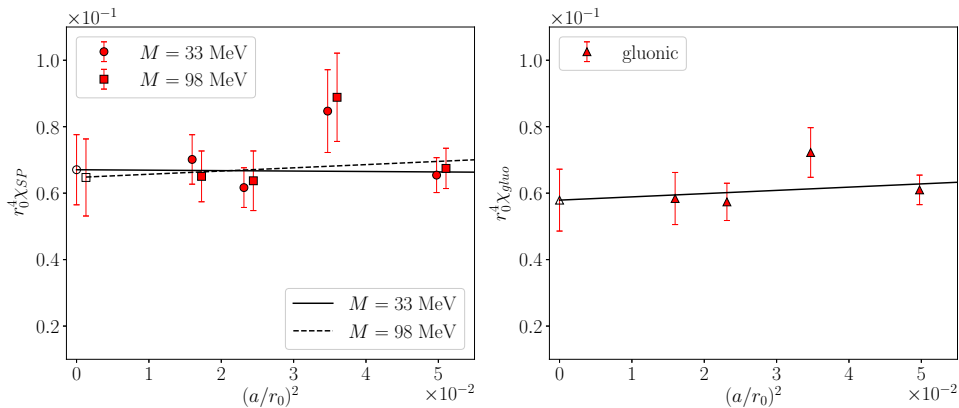 ×10⁻¹
1.0
0.8
0.6
0.4
0.2
r₀⁴χ_SP
M = 33 MeV
M = 98 MeV
M = 33 MeV
M = 98 MeV
0 1 2 3 4 5
(a/r₀)²
×10⁻²
×10⁻¹
1.0
0.8
0.6
0.4
0.2
r₀⁴χ_gluo
gluonic
0 1 2 3 4 5
(a/r₀)²
×10⁻²